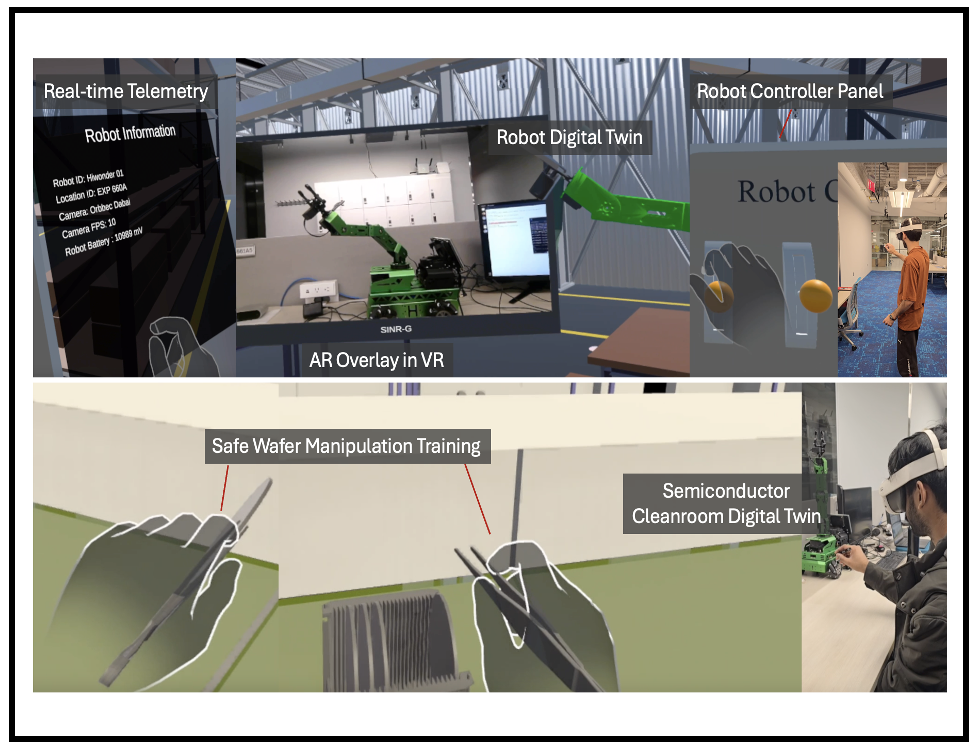 Real-time Telemetry
Robot Information
Robot ID: Hiwonder 01
Location ID: EXP 660A
Camera: Orbbec Dabai
Camera FPS: 10
Robot Battery : 10989 mV
Robot Digital Twin
SINR-G
AR Overlay in VR
Robot Controller Panel
Robot C
Safe Wafer Manipulation Training
Semiconductor
Cleanroom Digital Twin